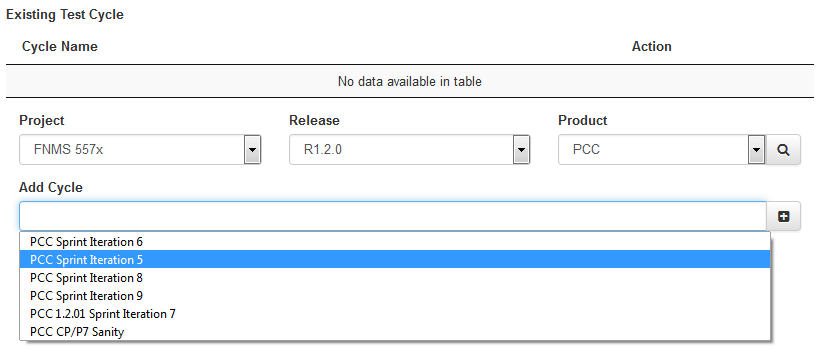 Existing Test Cycle
Cycle Name Action
No data available in table
Project Release Product
FNMS 557x R1.2.0 PCC
Add Cycle
PCC Sprint Iteration 6
PCC Sprint Iteration 5
PCC Sprint Iteration 8
PCC Sprint Iteration 9
PCC 1.2.01 Sprint Iteration 7
PCC CP/P7 Sanity